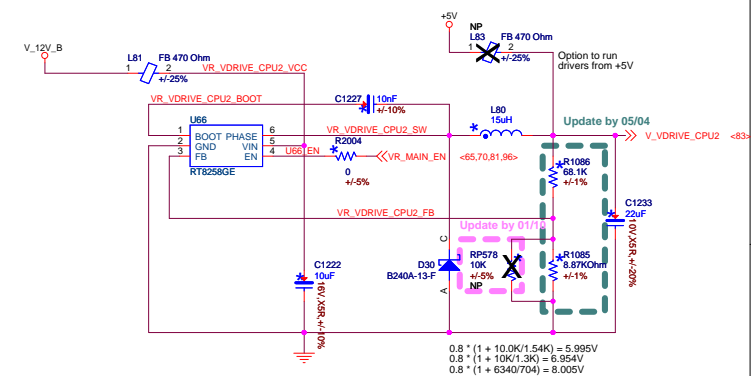 +5V
NP
L83
FB 470 Ohm
1
2
+/-25%
Option to run
drivers from +5V
V_12V_B
L81
FB 470 Ohm
1
2
+/-25%
VR_VDRIVE_CPU2_VCC
VR_VDRIVE_CPU2_BOOT
C1227
10nF
+/-10%
L80
15uH
Update by 05/04
U66
1
BOOT
PHASE
6
VR_VDRIVE_CPU2_SW
V_VDRIVE_CPU2
<83>
2
GND
VIN
5
3
FB
EN
4
U66_EN
R2004
VR_MAIN_EN
<65,70,81,96>
RT8258GE
0
+/-5%
R1086
68.1K
+/-1%
VR_VDRIVE_CPU2_FB
C1233
22uF
10V,X5R,+/-20%
Update by 01/10
C
D30
B240A-13-F
A
RP578
10K
+/-5%
NP
R1085
8.87KOhm
+/-1%
C1222
10uF
16V,X5R,+/-10%
0.8 * (1 + 10.0K/1.54K) = 5.995V
0.8 * (1 + 10K/1.3K) = 6.954V
0.8 * (1 + 6340/704) = 8.005V